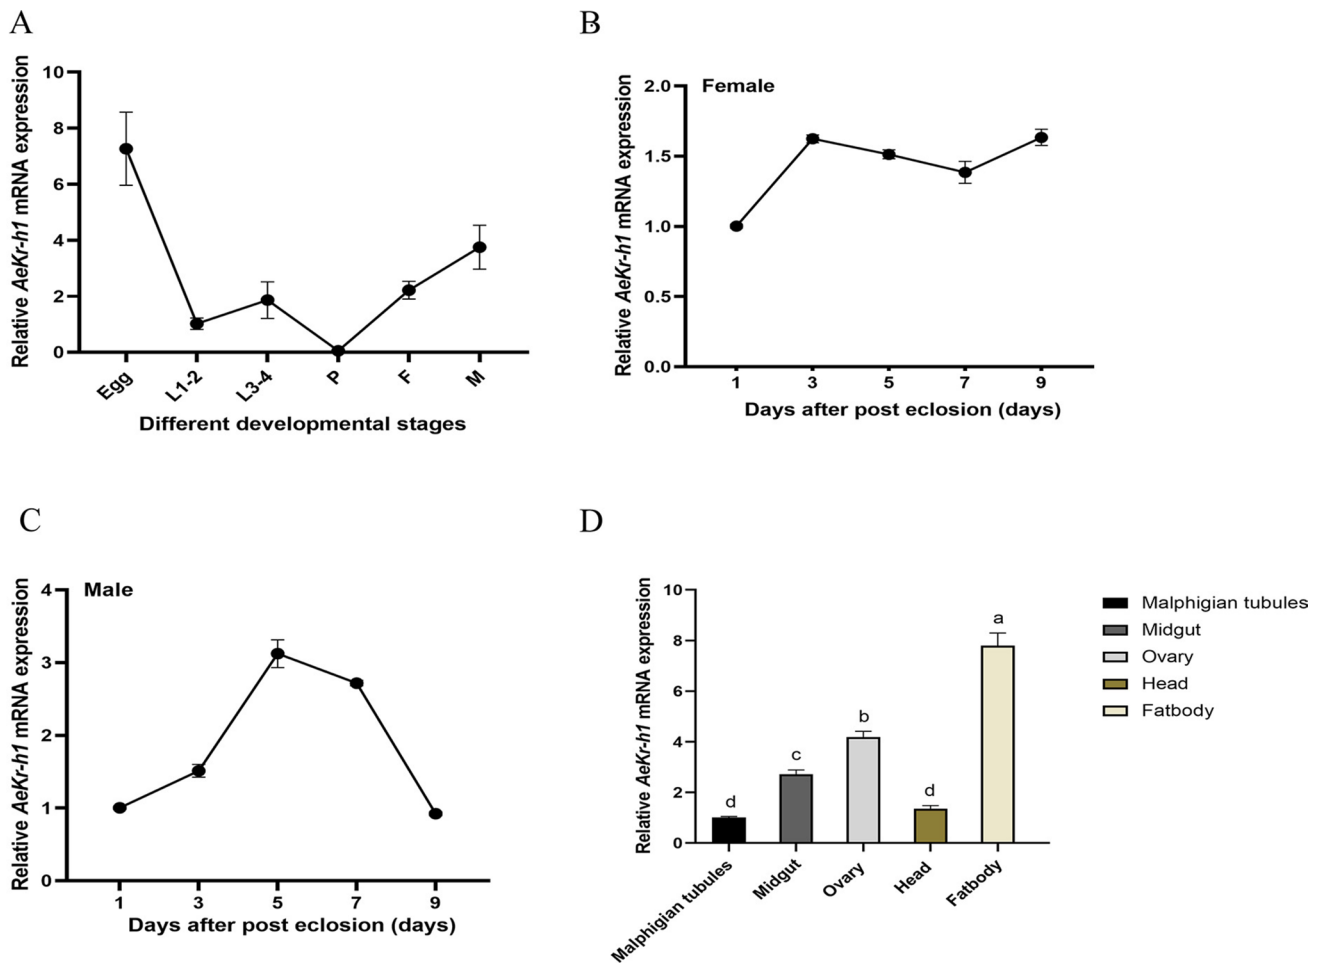 A
Relative AeKr-h1 mRNA expression
10
8
6
4
2
0
Egg
L1-2
L3-4
P
F
M
Different developmental stages
B
Female
Relative AeKr-h1 mRNA expression
2.0
1.5
1.0
0.5
0.0
1
3
5
7
9
Days after post eclosion (days)
C
Male
Relative AeKr-h1 mRNA expression
4
3
2
1
0
1
3
5
7
9
Days after post eclosion (days)
D
Relative AeKr-h1 mRNA expression
10
8
6
4
2
0
d
c
b
d
a
Malphigian tubules
Midgut
Ovary
Head
Fatbody
Malphigian tubules
Midgut
Ovary
Head
Fatbody